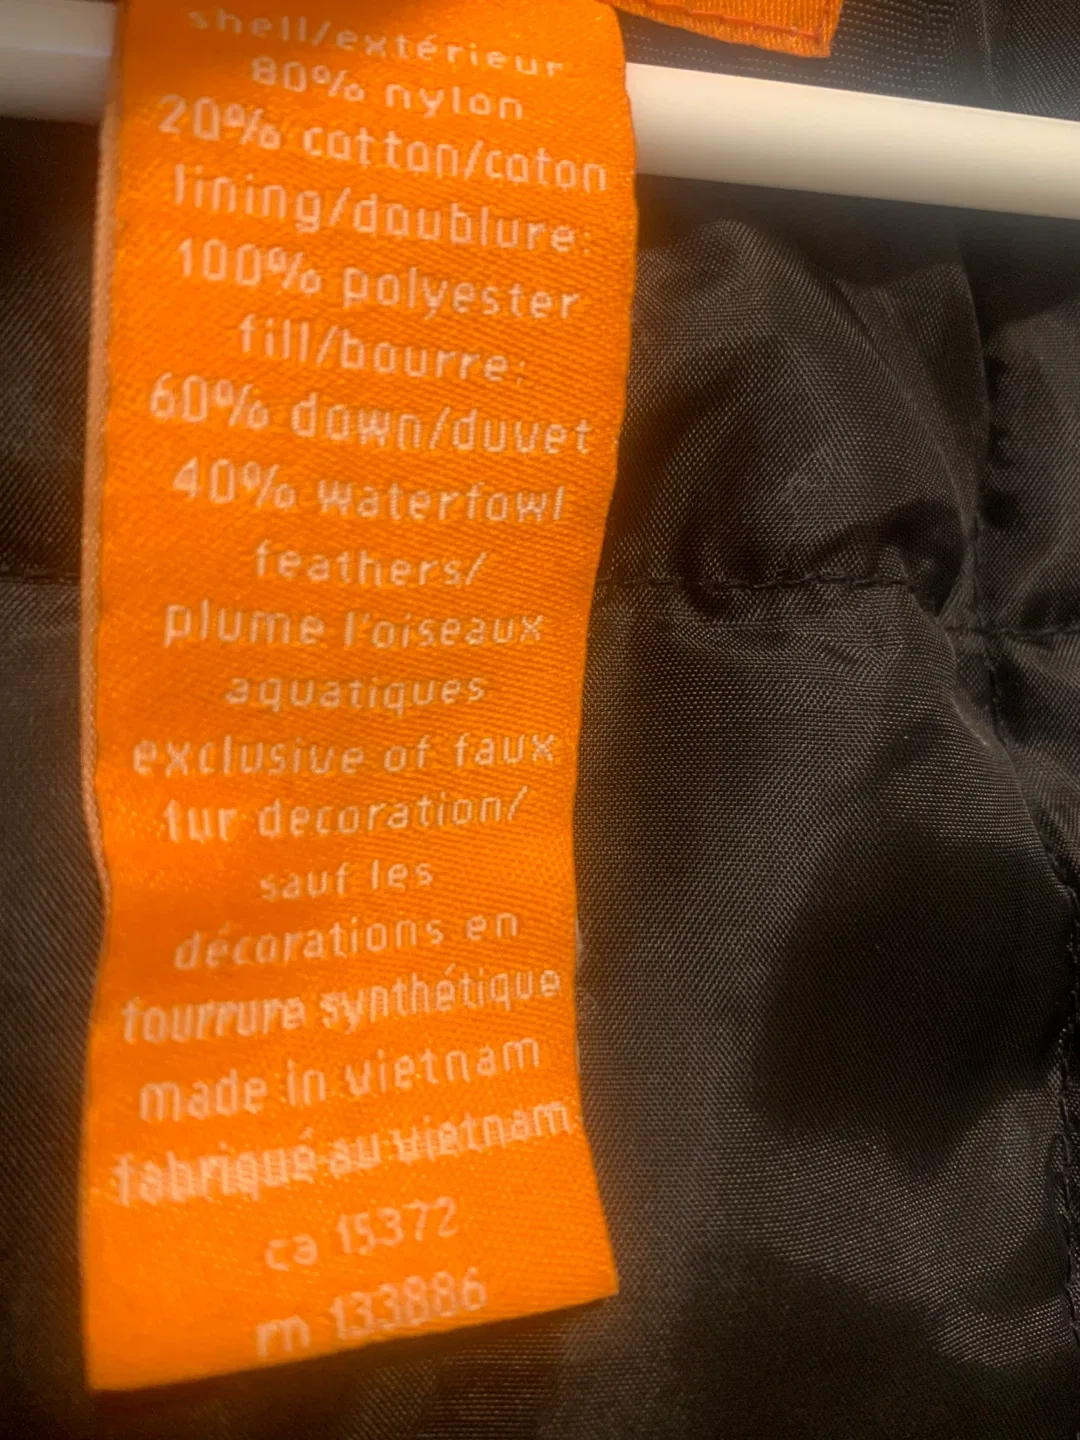 shell/extérieur
80% nylon
20% cotton/coton
lining/doublure:
100% polyester
fill/bourre:
60% down/duvet
40% waterfowl
feathers/
plume l'oiseaux
aquatiques
exclusive of faux
fur decoration/
sauf les
décorations en
fourrure synthétique
made in vietnam
fabriqué au vietnam
ca 15372
rn 133886